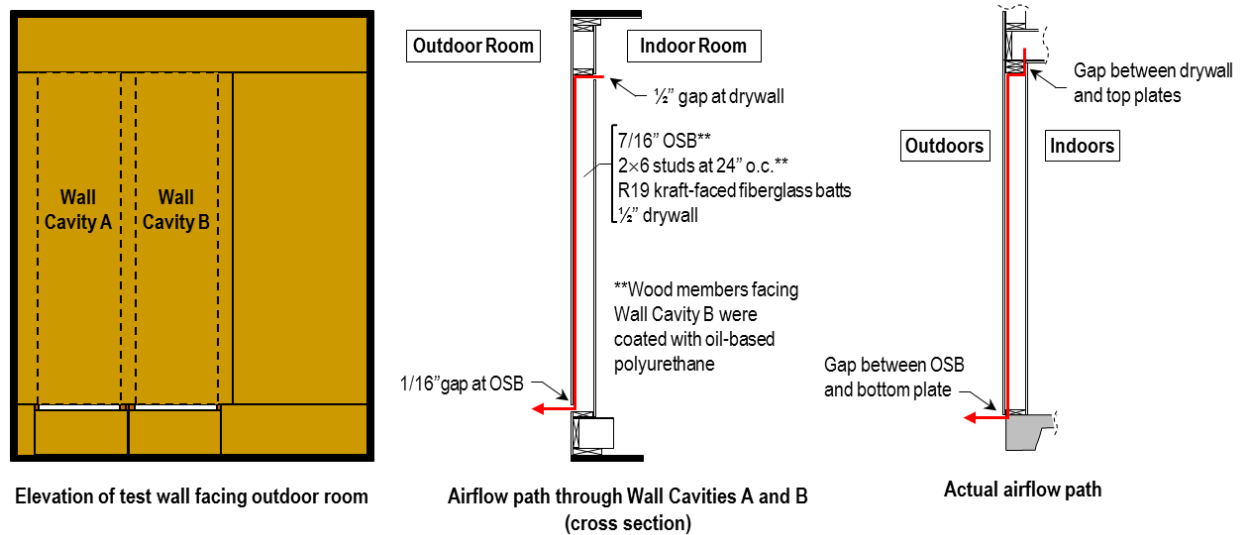 Wall
Cavity A
Wall
Cavity B
Elevation of test wall facing outdoor room
Outdoor Room
Indoor Room
½” gap at drywall
7/16” OSB**
2×6 studs at 24” o.c.**
R19 kraft-faced fiberglass batts
½” drywall
**Wood members facing
Wall Cavity B were
coated with oil-based
polyurethane
1/16”gap at OSB
Airflow path through Wall Cavities A and B
(cross section)
Gap between drywall
and top plates
Outdoors
Indoors
Gap between OSB
and bottom plate
Actual airflow path